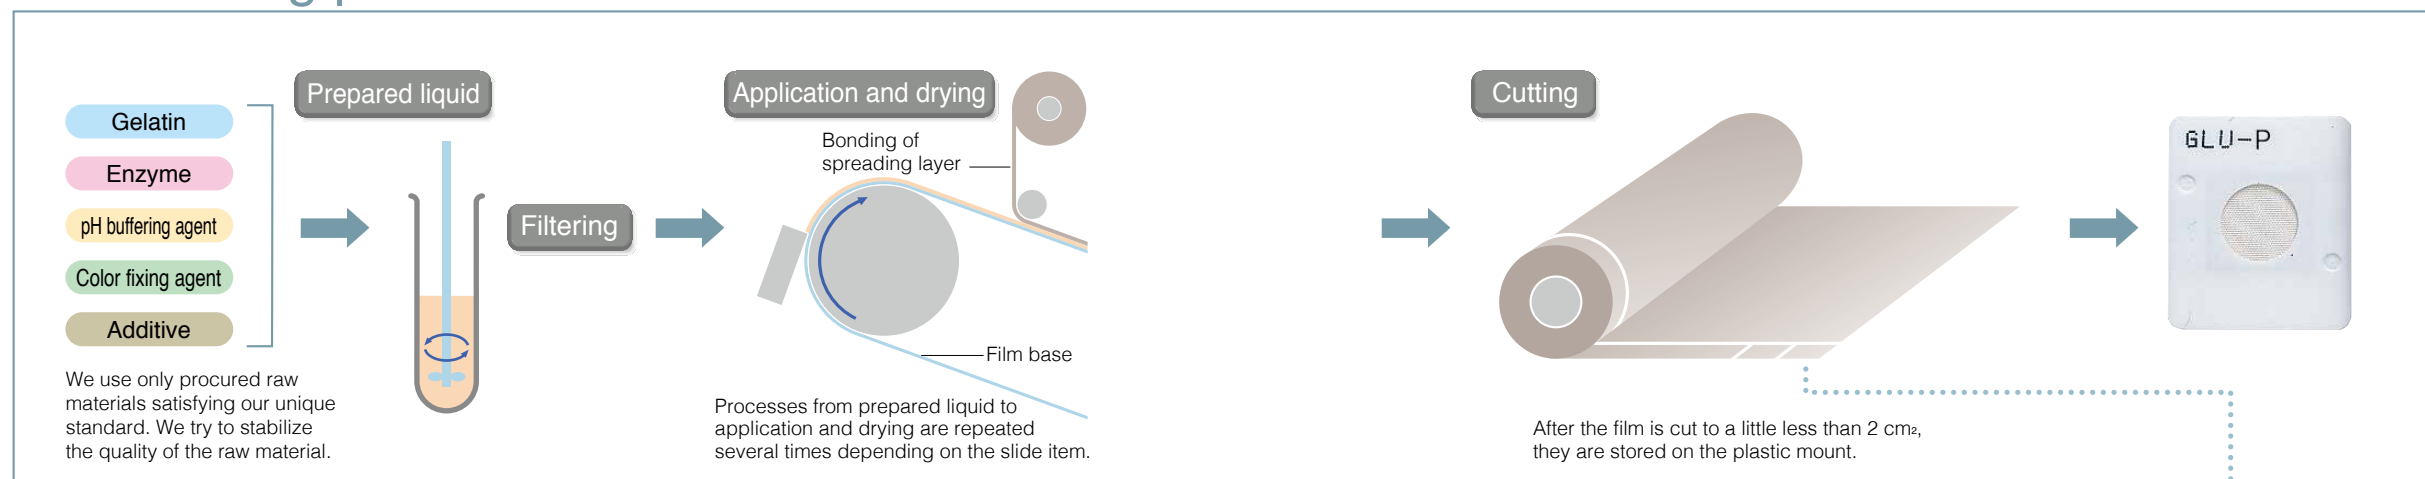 Prepared liquid
Gelatin
Enzyme
pH buffering agent
Color fixing agent
Additive
We use only procured raw
materials satisfying our unique
standard. We try to stabilize
the quality of the raw material.
Filtering
Application and drying
Bonding of
spreading layer
Film base
Processes from prepared liquid to
application and drying are repeated
several times depending on the slide item.
Cutting
After the film is cut to a little less than 2 cm2,
they are stored on the plastic mount.
GLU-P